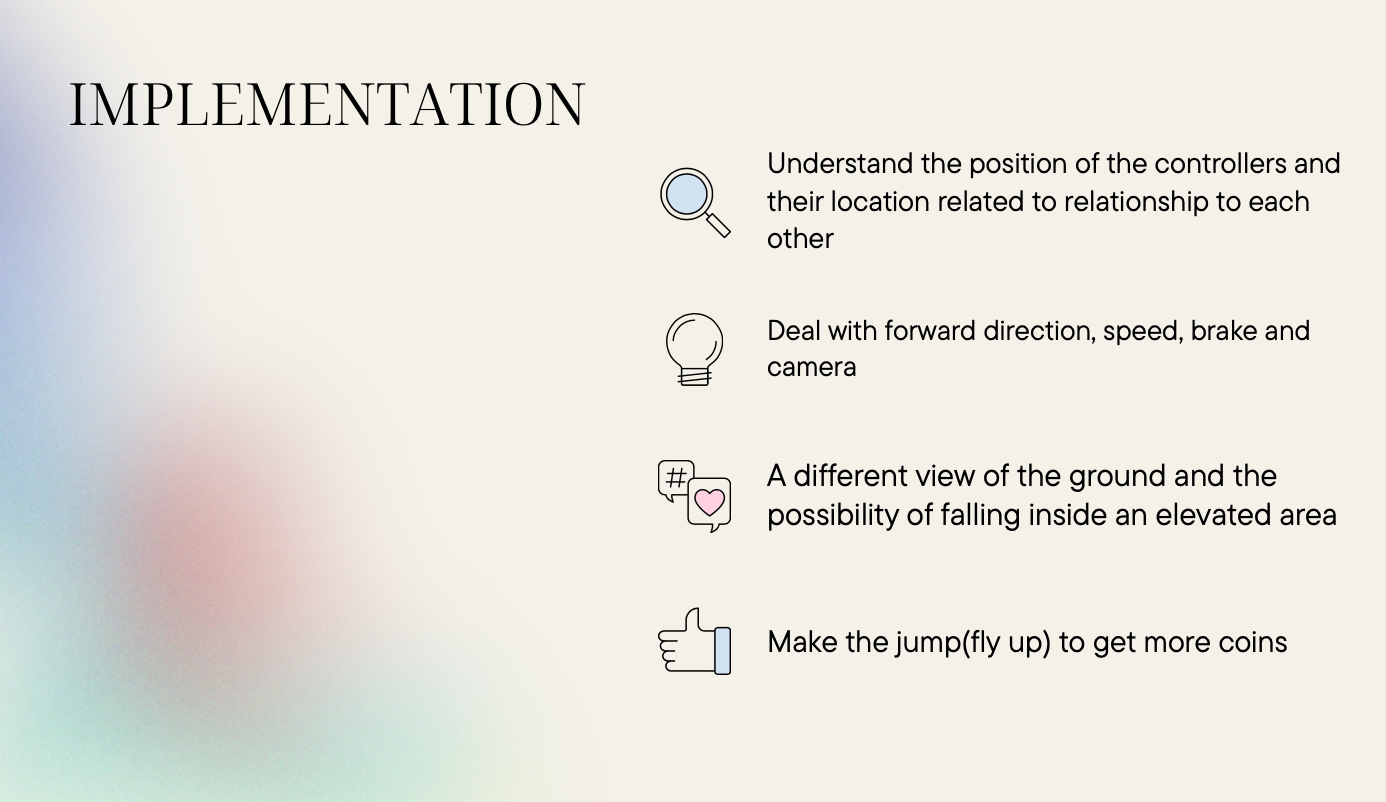 IMPLEMENTATION
Understand the position of the controllers and
their location related to relationship to each
other
Deal with forward direction, speed, brake and
camera
#
A different view of the ground and the
possibility of falling inside an elevated area
Make the jump(fly up) to get more coins